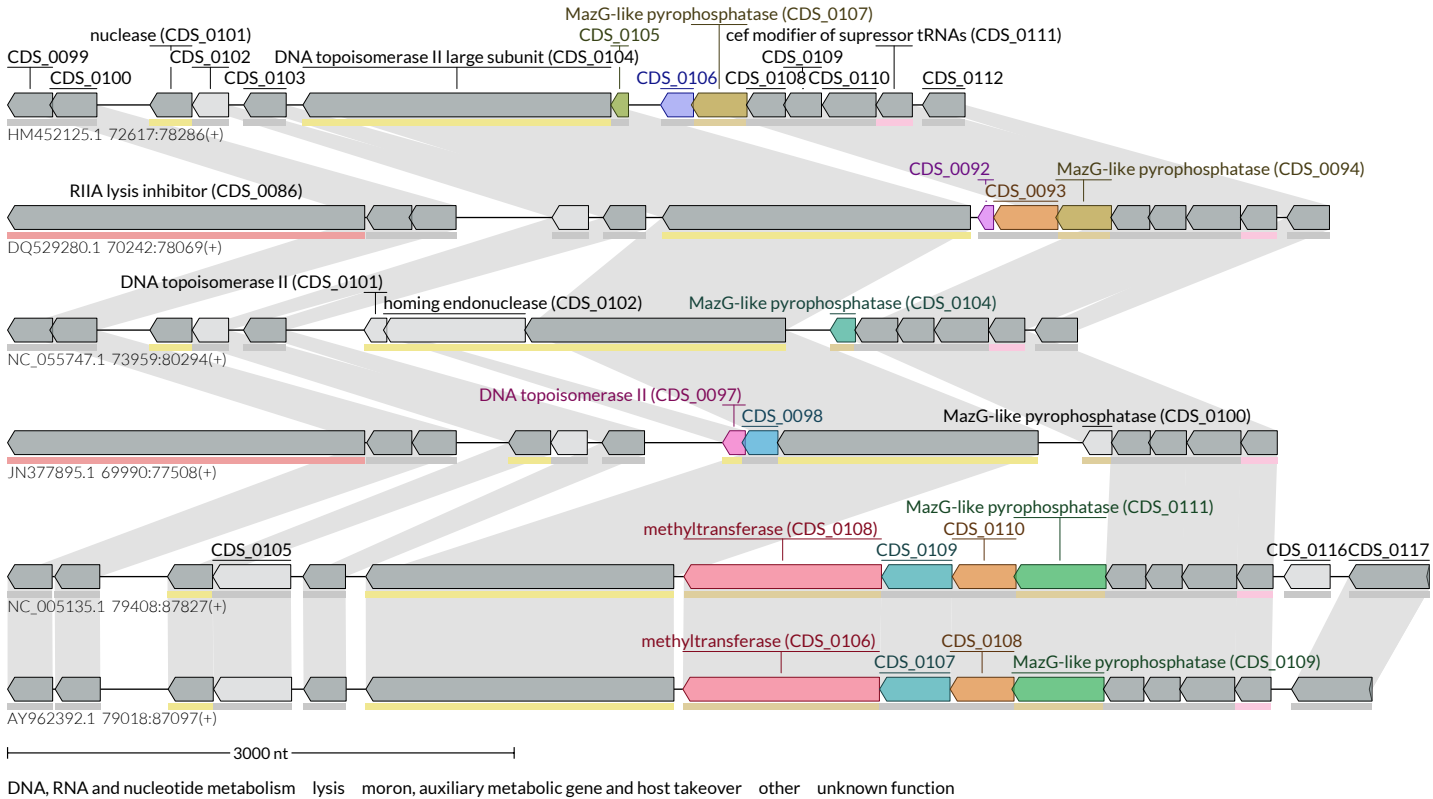 MazG-like pyrophosphatase (CDS_0107)
nuclease (CDS_0101) CDS_0105 cef modifier of supressor tRNAs (CDS_0111)
CDS_0099 CDS_0102 DNA topoisomerase II large subunit (CDS_0104) CDS_0109
CDS_0100 CDS_0103 CDS_0106 CDS_0108 CDS_0110 CDS_0112
HM452125.1 72617:78286(+)
CDS_0092 MazG-like pyrophosphatase (CDS_0094)
RIIA lysis inhibitor (CDS_0086) CDS_0093
DQ529280.1 70242:78069(+)
DNA topoisomerase II (CDS_0101)
homing endonuclease (CDS_0102) MazG-like pyrophosphatase (CDS_0104)
NC_055747.1 73959:80294(+)
DNA topoisomerase II (CDS_0097)
CDS_0098 MazG-like pyrophosphatase (CDS_0100)
JN377895.1 69990:77508(+)
MazG-like pyrophosphatase (CDS_0111)
methyltransferase (CDS_0108) CDS_0110
CDS_0105 CDS_0109 CDS_0116 CDS_0117
NC_005135.1 79408:87827(+)
methyltransferase (CDS_0106) CDS_0108
CDS_0107 MazG-like pyrophosphatase (CDS_0109)
AY962392.1 79018:87097(+)
3000 nt
DNA, RNA and nucleotide metabolism lysis moron, auxiliary metabolic gene and host takeover other unknown function